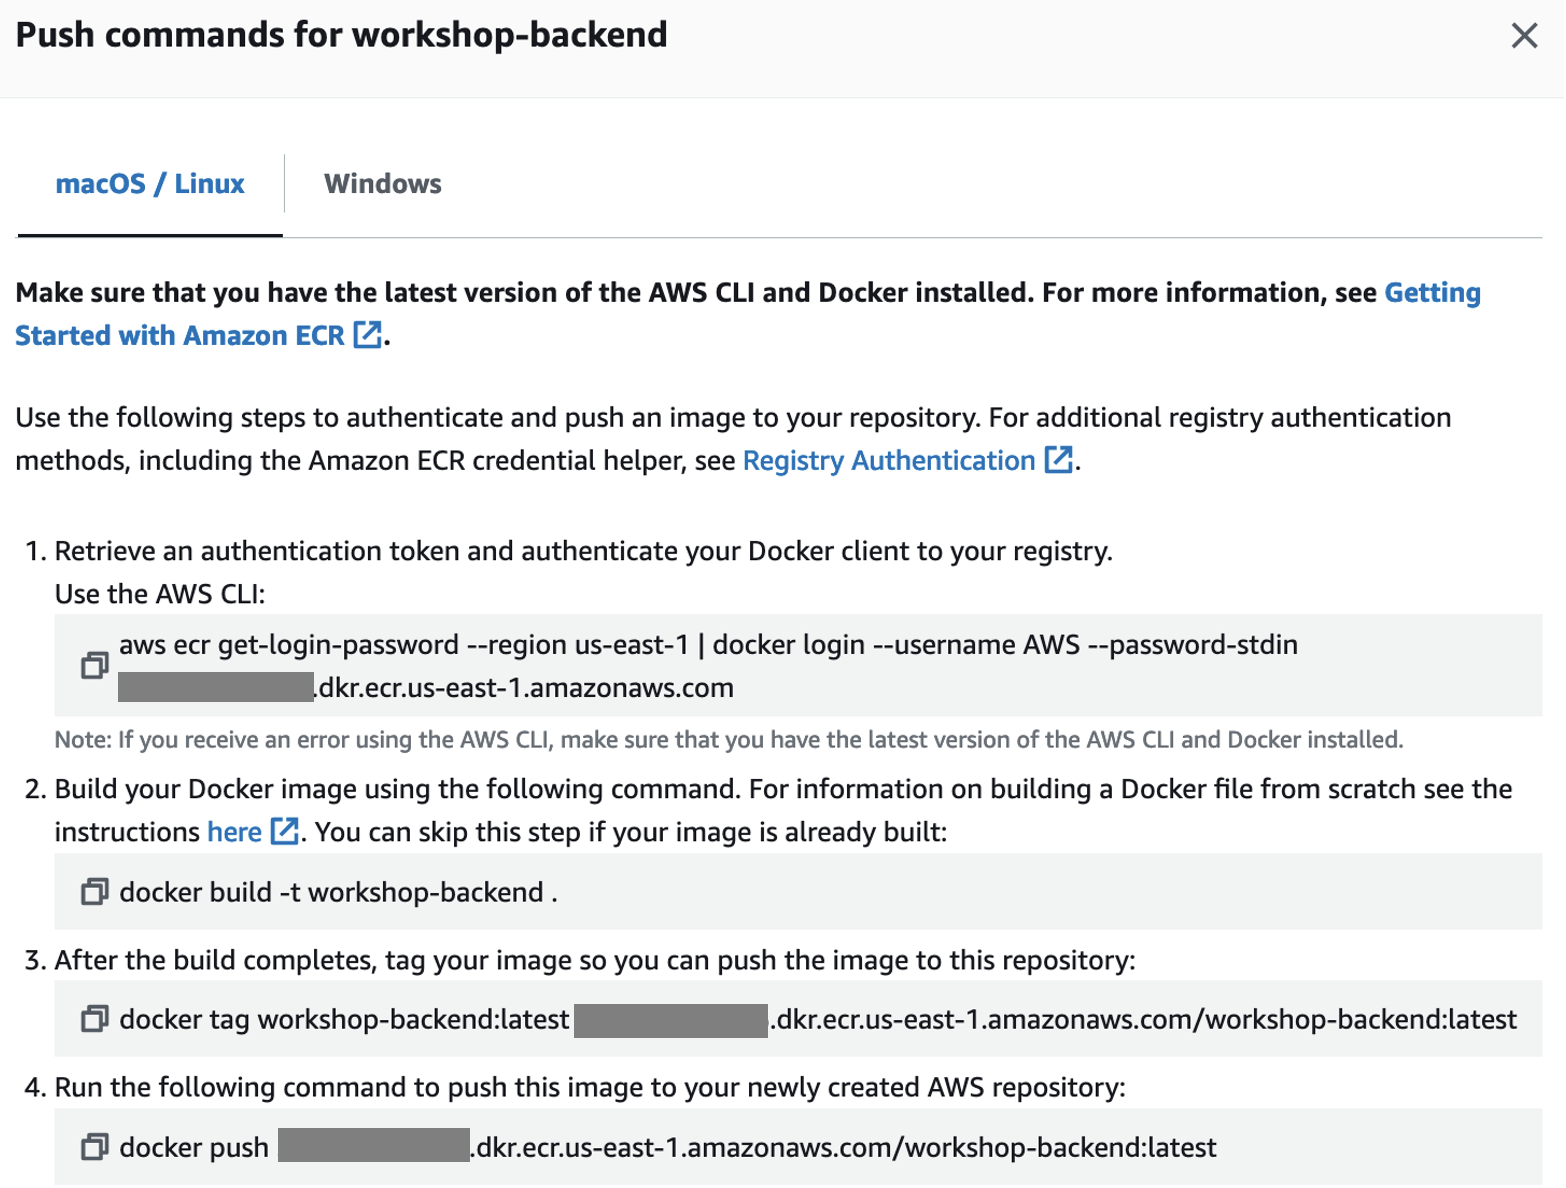 Push commands for workshop-backend
macOS / Linux
Windows
Make sure that you have the latest version of the AWS CLI and Docker installed. For more information, see Getting
Started with Amazon ECR.
Use the following steps to authenticate and push an image to your repository. For additional registry authentication
methods, including the Amazon ECR credential helper, see Registry Authentication.
1. Retrieve an authentication token and authenticate your Docker client to your registry.
Use the AWS CLI:
aws ecr get-login-password --region us-east-1 | docker login --username AWS --password-stdin
.dkr.ecr.us-east-1.amazonaws.com
Note: If you receive an error using the AWS CLI, make sure that you have the latest version of the AWS CLI and Docker installed.
2. Build your Docker image using the following command. For information on building a Docker file from scratch see the
instructions here. You can skip this step if your image is already built:
docker build -t workshop-backend .
3. After the build completes, tag your image so you can push the image to this repository:
docker tag workshop-backend:latest .dkr.ecr.us-east-1.amazonaws.com/workshop-backend:latest
4. Run the following command to push this image to your newly created AWS repository:
docker push .dkr.ecr.us-east-1.amazonaws.com/workshop-backend:latest